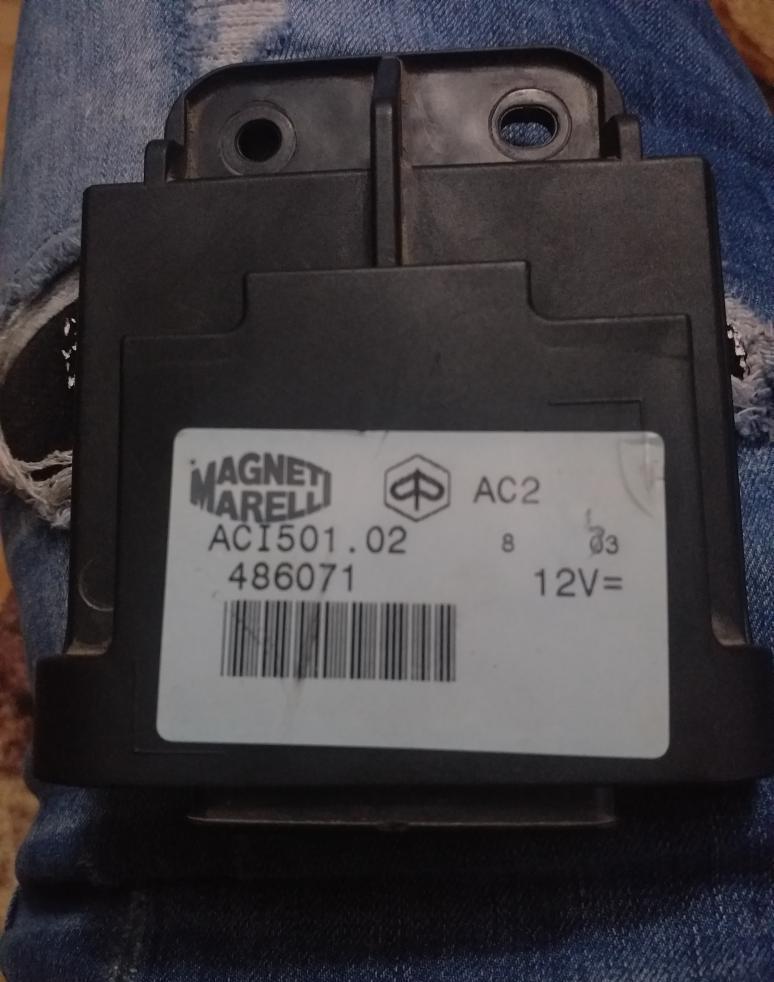 MAGNETI MARELLI
AC2
ACI501.02 8 03
486071 12V=